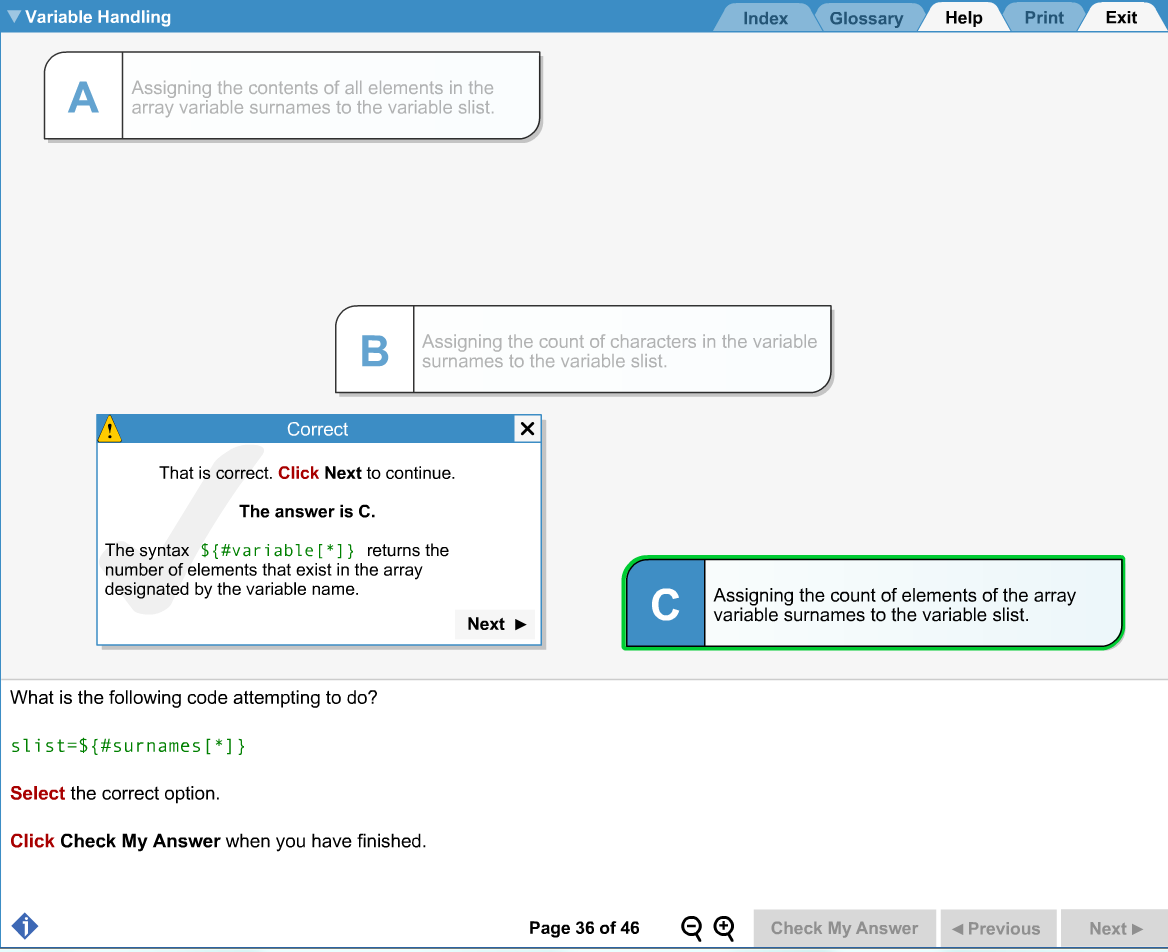 Variable Handling
Index
Glossary
Help
Print
Exit
A
Assigning the contents of all elements in the
array variable surnames to the variable slist.
B
Assigning the count of characters in the variable
surnames to the variable slist.
Correct
That is correct. Click Next to continue.
The answer is C.
The syntax ${#variable[*]} returns the
number of elements that exist in the array
designated by the variable name.
Next
C
Assigning the count of elements of the array
variable surnames to the variable slist.
What is the following code attempting to do?
slist=${#surnames[*]}
Select the correct option.
Click Check My Answer when you have finished.
i
Page 36 of 46
Check My Answer
Previous
Next